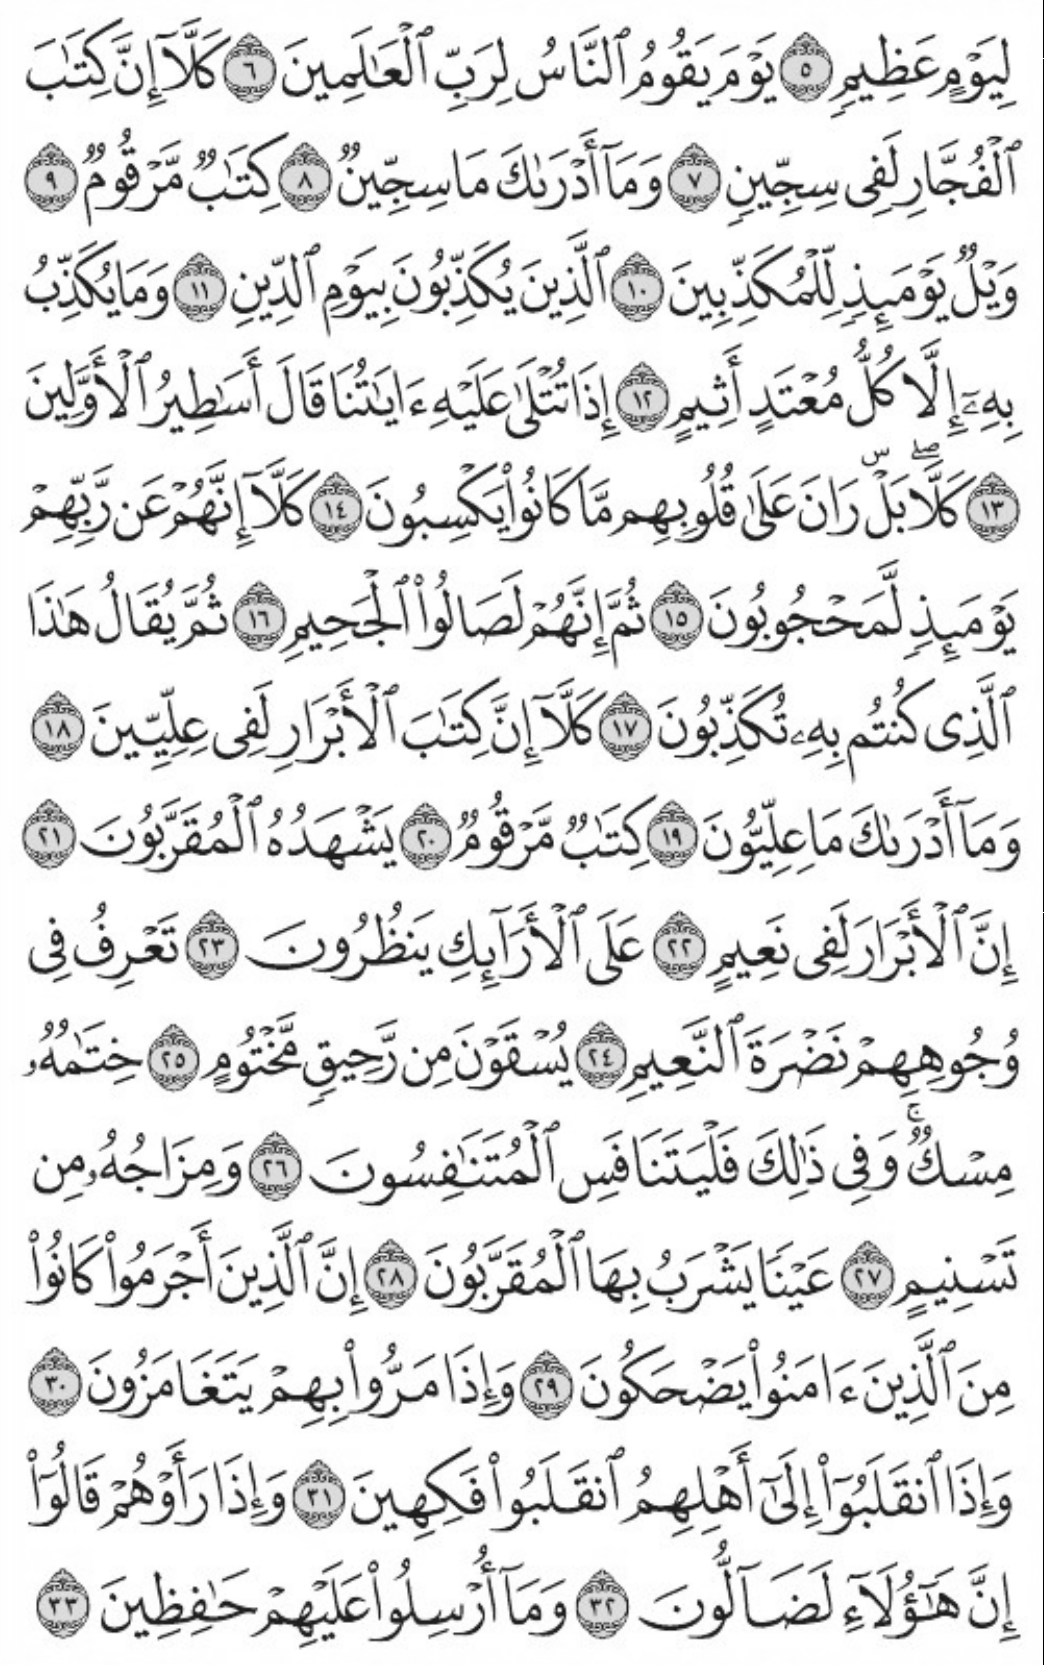 لِيَوْمٍ عَظِيمٍ ٥ يَوْمَ يَقُومُ ٱلنَّاسُ لِرَبِّ ٱلْعَـٰلَمِينَ ٦ كَلَّآ إِنَّ كِتَـٰبَ
ٱلْفُجَّارِ لَفِى سِجِّينٍ ٧ وَمَآ أَدْرَىٰكَ مَا سِجِّينٌ ٨ كِتَـٰبٌ مَّرْقُومٌ ٩
وَيْلٌ يَوْمَئِذٍ لِّلْمُكَذِّبِينَ ١٠ ٱلَّذِينَ يُكَذِّبُونَ بِيَوْمِ ٱلدِّينِ ١١ وَمَا يُكَذِّبُ
بِهِۦٓ إِلَّا كُلُّ مُعْتَدٍ أَثِيمٍ ١٢ إِذَا تُتْلَىٰ عَلَيْهِ ءَايَـٰتُنَا قَالَ أَسَـٰطِيرُ ٱلْأَوَّلِينَ
١٣ كَلَّا ۖ بَلْ ۜ رَانَ عَلَىٰ قُلُوبِهِم مَّا كَانُوا۟ يَكْسِبُونَ ١٤ كَلَّآ إِنَّهُمْ عَن رَّبِّهِمْ
يَوْمَئِذٍ لَّمَحْجُوبُونَ ١٥ ثُمَّ إِنَّهُمْ لَصَالُوا۟ ٱلْجَحِيمِ ١٦ ثُمَّ يُقَالُ هَـٰذَا
ٱلَّذِى كُنتُم بِهِۦ تُكَذِّبُونَ ١٧ كَلَّآ إِنَّ كِتَـٰبَ ٱلْأَبْرَارِ لَفِى عِلِّيِّينَ ١٨
وَمَآ أَدْرَىٰكَ مَا عِلِّيُّونَ ١٩ كِتَـٰبٌ مَّرْقُومٌ ٢٠ يَشْهَدُهُ ٱلْمُقَرَّبُونَ ٢١
إِنَّ ٱلْأَبْرَارَ لَفِى نَعِيمٍ ٢٢ عَلَى ٱلْأَرَآئِكِ يَنظُرُونَ ٢٣ تَعْرِفُ فِى
وُجُوهِهِمْ نَضْرَةَ ٱلنَّعِيمِ ٢٤ يُسْقَوْنَ مِن رَّحِيقٍ مَّخْتُومٍ ٢٥ خِتَـٰمُهُۥ
مِسْكٌ ۚ وَفِى ذَٰلِكَ فَلْيَتَنَافَسِ ٱلْمُتَنَـٰفِسُونَ ٢٦ وَمِزَاجُهُۥ مِن
تَسْنِيمٍ ٢٧ عَيْنًا يَشْرَبُ بِهَا ٱلْمُقَرَّبُونَ ٢٨ إِنَّ ٱلَّذِينَ أَجْرَمُوا۟ كَانُوا۟
مِنَ ٱلَّذِينَ ءَامَنُوا۟ يَضْحَكُونَ ٢٩ وَإِذَا مَرُّوا۟ بِهِمْ يَتَغَامَزُونَ ٣٠
وَإِذَا ٱنقَلَبُوٓا۟ إِلَىٰٓ أَهْلِهِمُ ٱنقَلَبُوا۟ فَكِهِينَ ٣١ وَإِذَا رَأَوْهُمْ قَالُوٓا۟
إِنَّ هَـٰٓؤُلَآءِ لَضَآلُّونَ ٣٢ وَمَآ أُرْسِلُوا۟ عَلَيْهِمْ حَـٰفِظِينَ ٣٣